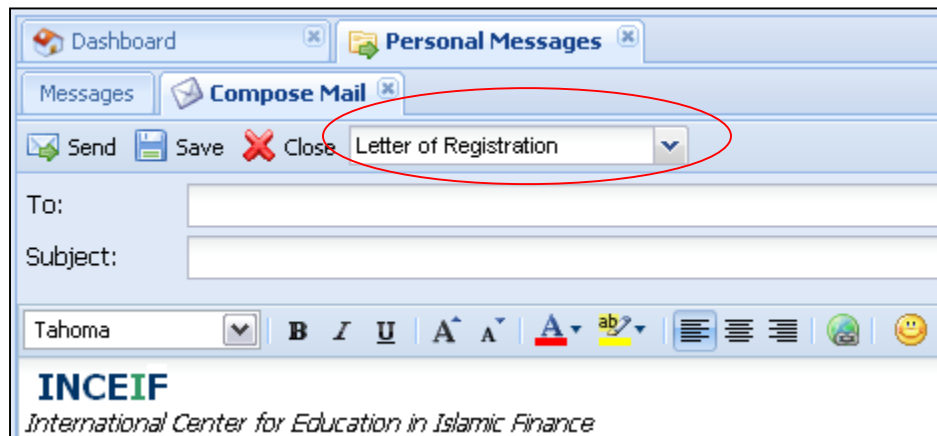 Dashboard Personal Messages
Messages Compose Mail
Send Save Close Letter of Registration
To:
Subject:
Tahoma B I U A A A ab
INCEIF
International Center for Education in Islamic Finance